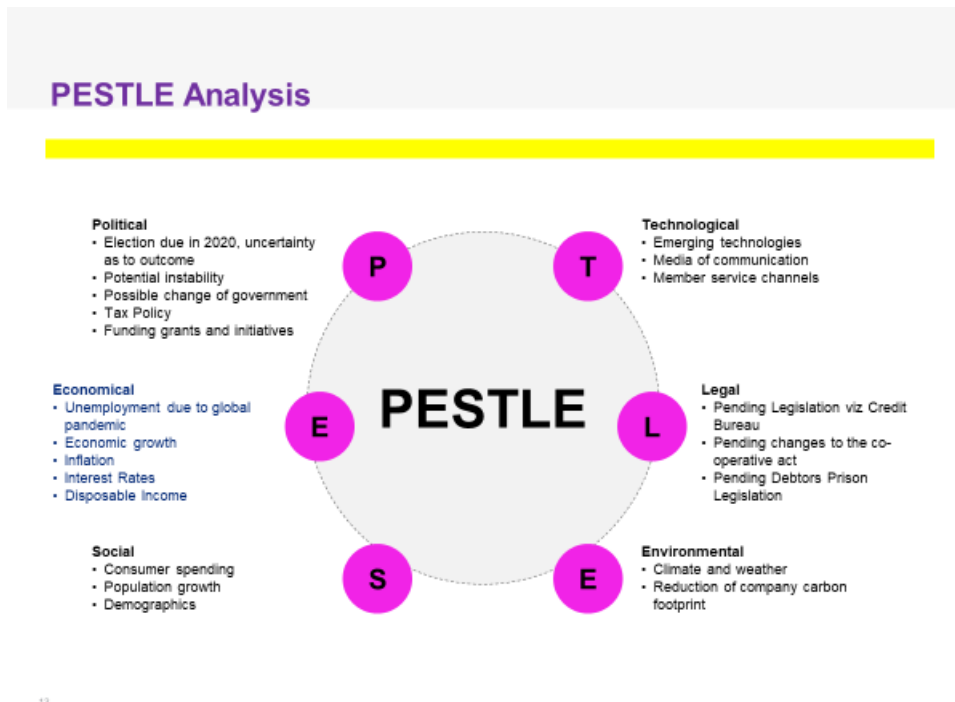 PESTLE Analysis
Political
▪ Election due in 2020, uncertainty
as to outcome
▪ Potential instability
▪ Possible change of government
▪ Tax Policy
▪ Funding grants and initiatives
Economical
▪ Unemployment due to global
pandemic
▪ Economic growth
▪ Inflation
▪ Interest Rates
▪ Disposable Income
Social
▪ Consumer spending
▪ Population growth
▪ Demographics
P
E
S
PESTLE
T
L
E
Technological
▪ Emerging technologies
▪ Media of communication
▪ Member service channels
Legal
▪ Pending Legislation viz Credit
Bureau
▪ Pending changes to the co-
operative act
▪ Pending Debtors Prison
Legislation
Environmental
▪ Climate and weather
▪ Reduction of company carbon
footprint